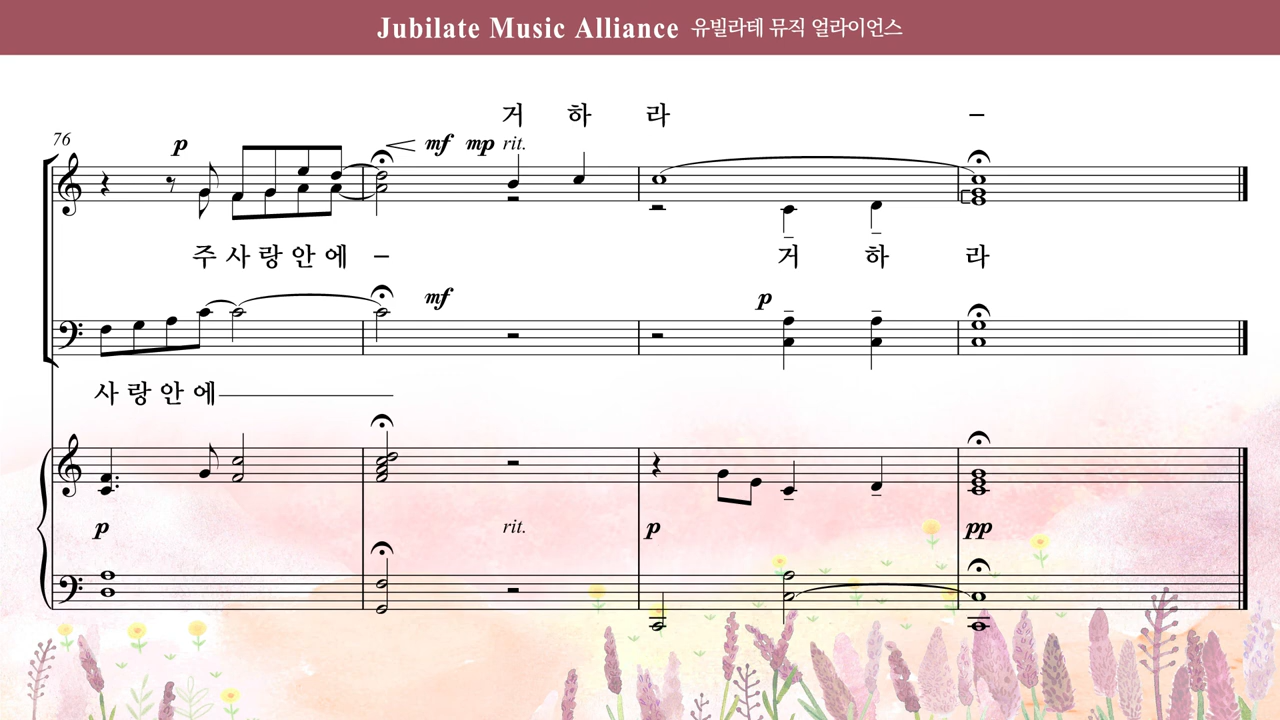 Jubilate Music Alliance 유빌라테 뮤직 얼라이언스
거 하 라 –
76 p mf mp rit.
주 사 랑 안 에 – 거 하 라
mf p
사 랑 안 에
p rit. p pp